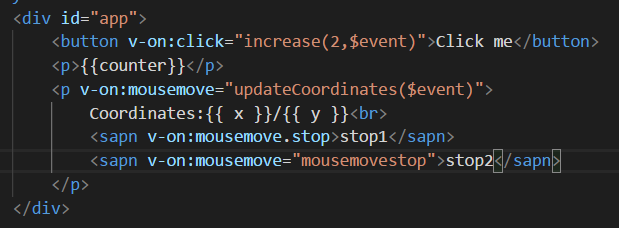 <div id="app">
<button v-on:click="increase(2,$event)">Click me</button>
<p>{{counter}}</p>
<p v-on:mousemove="updateCoordinates($event)">
Coordinates:{{ x }}/{{ y }}<br>
<sapn v-on:mousemove.stop>stop1</sapn>
<sapn v-on:mousemove="mousemovestop">stop2</sapn>
</p>
</div>